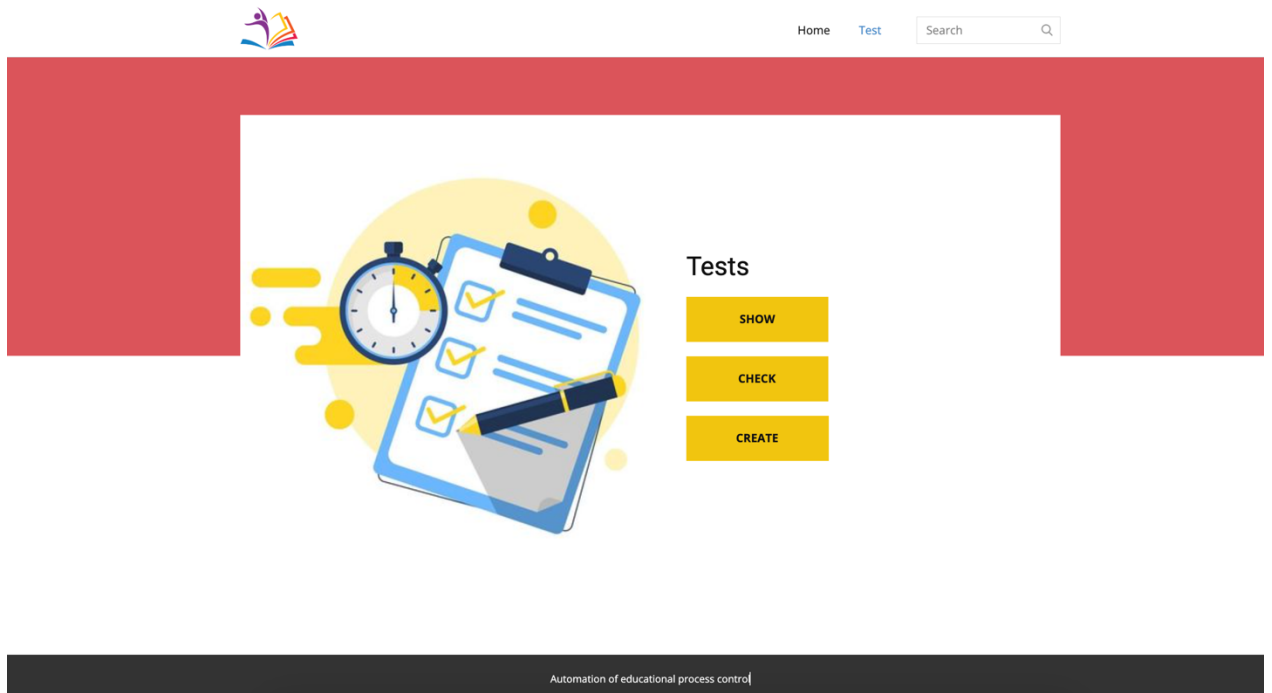 Home Test Search
Tests
SHOW
CHECK
CREATE
Automation of educational process control